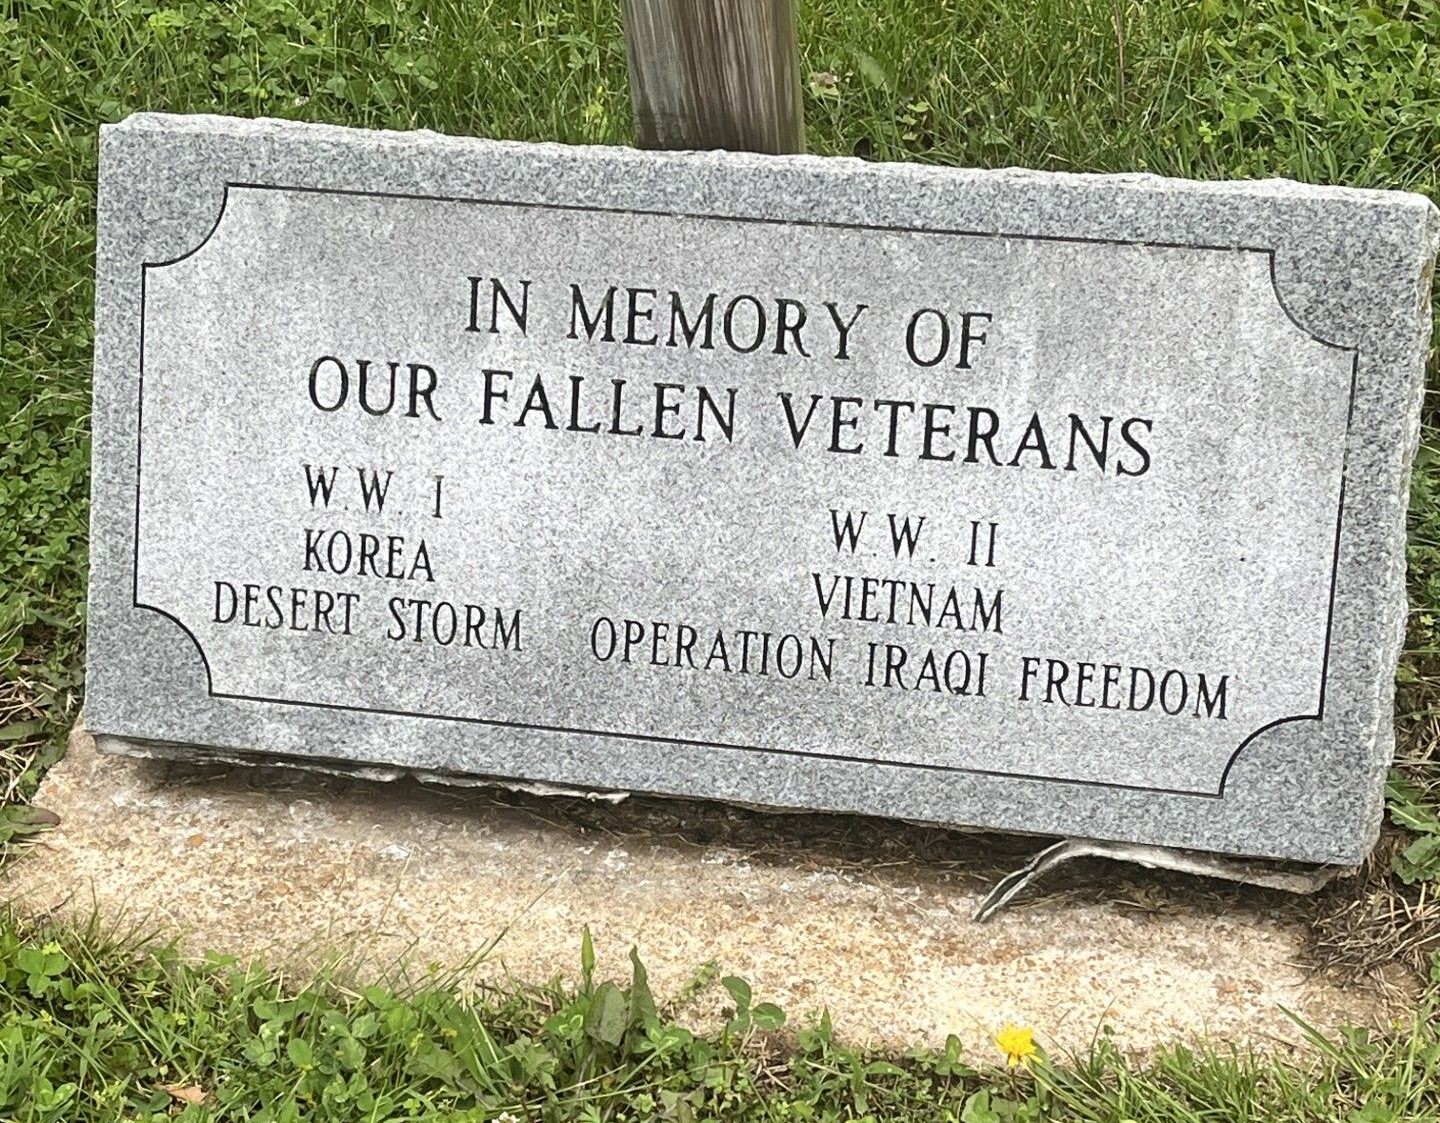 IN MEMORY OF
OUR FALLEN VETERANS
W.W. I
W.W. II
KOREA
VIETNAM
DESERT STORM
OPERATION IRAQI FREEDOM